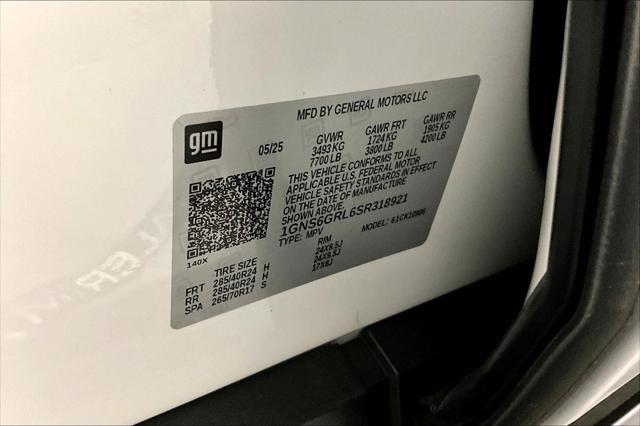 MFD BY GENERAL MOTORS LLC
gm
05/25
GVWR GAWR FRT GAWR RR
3493 KG 1724 KG 1905 KG
7700 LB 3800 LB 4200 LB
THIS VEHICLE CONFORMS TO ALL
APPLICABLE U.S. FEDERAL MOTOR
VEHICLE SAFETY STANDARDS IN EFFECT
ON THE DATE OF MANUFACTURE
SHOWN ABOVE.
1GNS6GRL6SR318921
TYPE: MPV MODEL: 61CK10906
140X
TIRE SIZE RIM
FRT 285/40R24 H 24X9.5J
RR 285/40R24 H 24X9.5J
SPA 265/70R17 S 17X8J